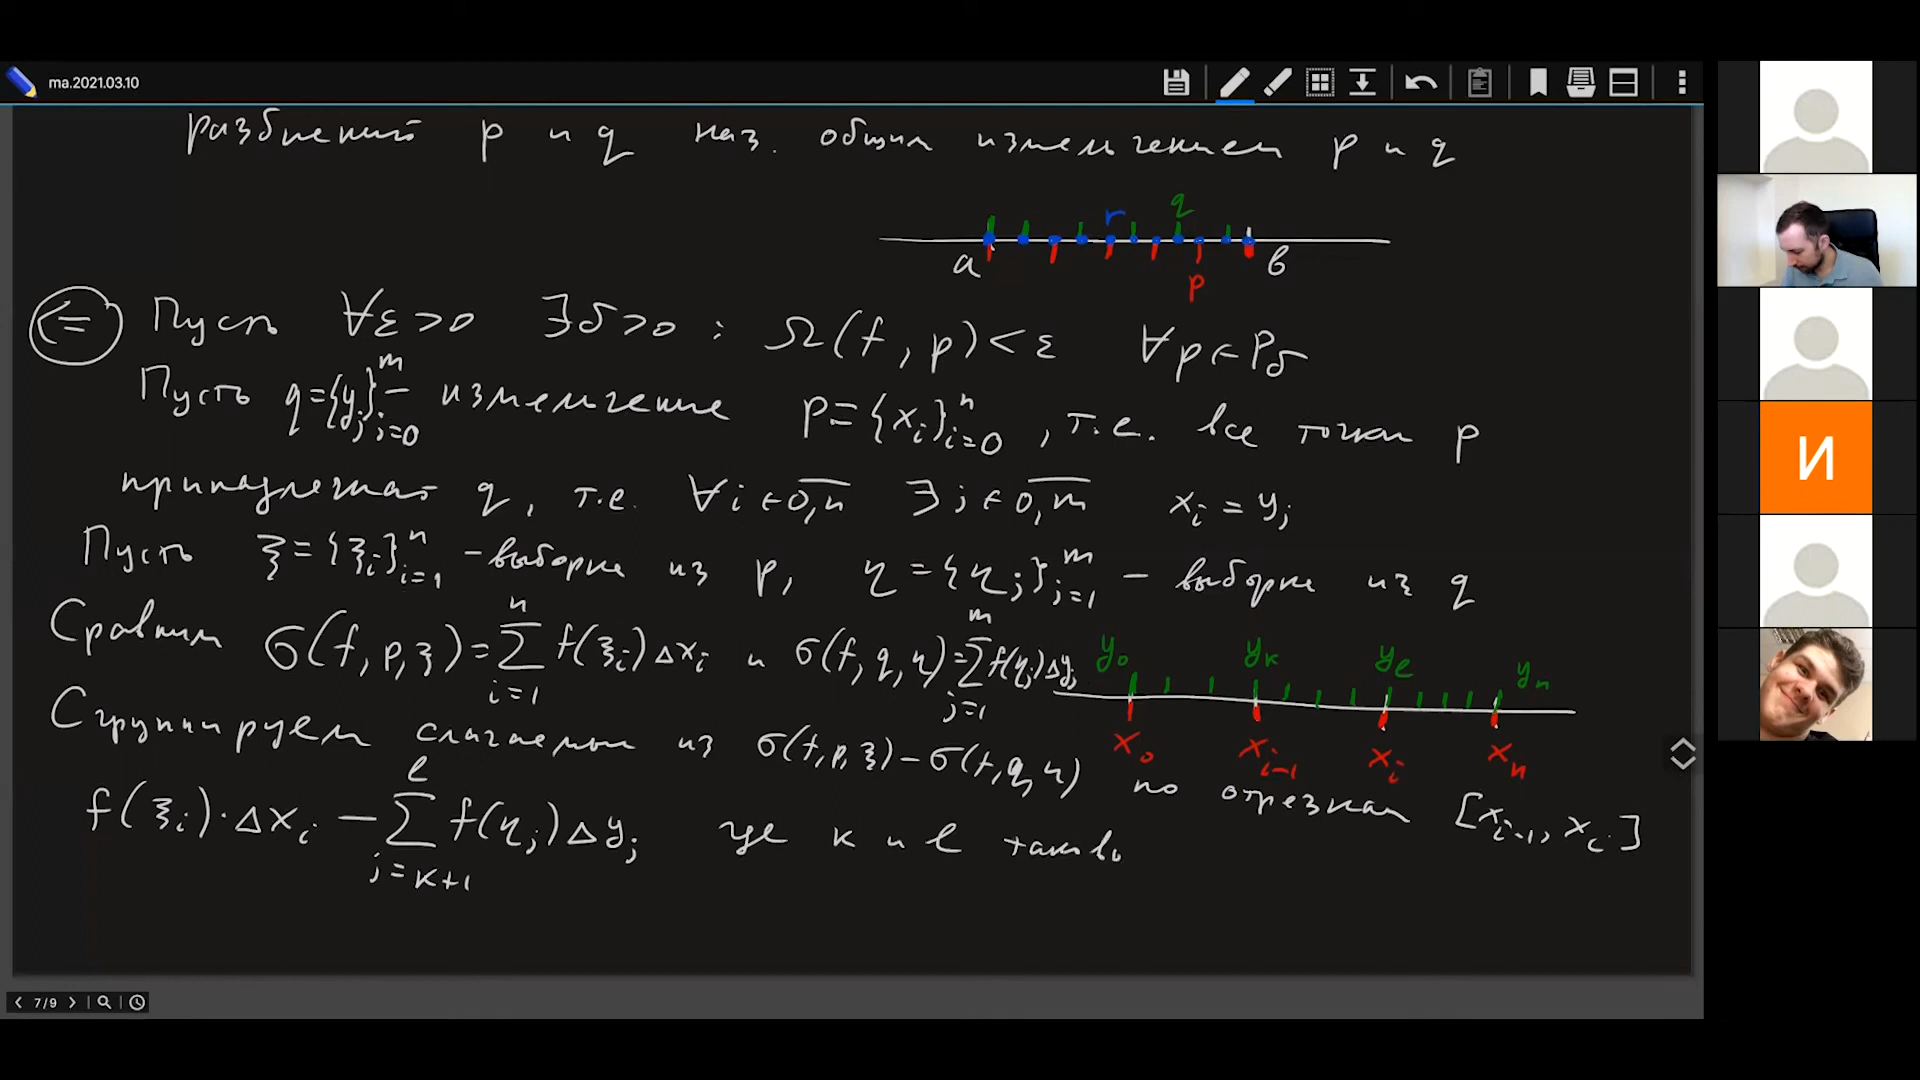 ma.2021.03.10
разбиений p и q наз. общим измельчением p и q
r q
a b
p
⇐ Пусть ∀ε>0 ∃δ>0 : Ω(f,p)<ε ∀p∈P_δ
Пусть q={y_j}_{j=0}^m – измельчение p={x_i}_{i=0}^n, т.е. все точки p
принадлежат q, т.е. ∀i∈\overline{0,n} ∃j∈\overline{0,m} x_i=y_j
Пусть ξ={ξ_i}_{i=1}^n – выборка из p, η={η_j}_{j=1}^m – выборка из q
Сравним σ(f,p,ξ)=∑_{i=1}^n f(ξ_i)Δx_i и σ(f,q,η)=∑_{j=1}^m f(η_j)Δy_j
y_0 y_k y_l y_n
x_0 x_{i-1} x_i x_n
Сгруппируем слагаемые из σ(f,p,ξ)–σ(f,q,η) по отрезкам [x_{i-1},x_i]
f(ξ_i)·Δx_i – ∑_{j=k+1}^l f(η_j)Δy_j где k и l таковы
7/9
И